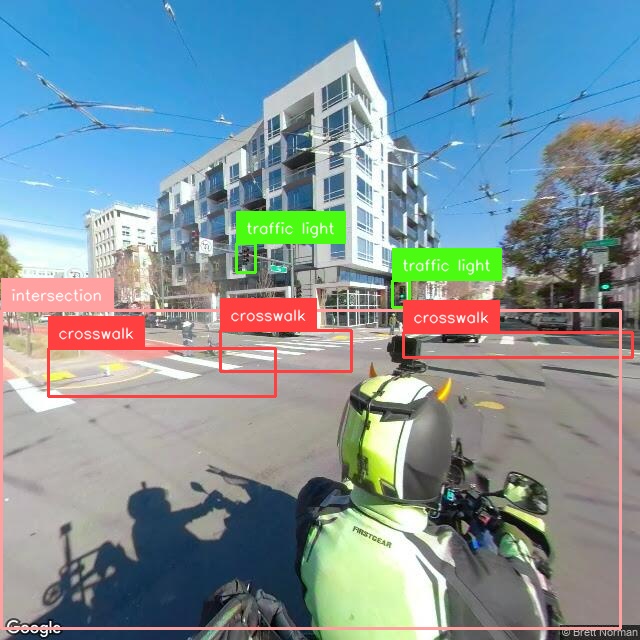 traffic light
traffic light
intersection
crosswalk
crosswalk
crosswalk
FIRSTGEAR
Google
© Brett Norman